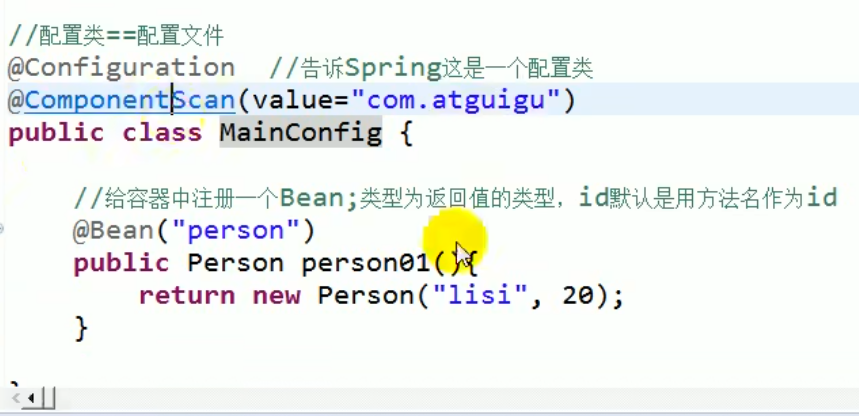 //配置类==配置文件
@Configuration  //告诉Spring这是一个配置类
@ComponentScan(value="com.atguigu")
public class MainConfig {
//给容器中注册一个Bean;类型为返回值的类型，id默认是用方法名作为id
@Bean("person")
public Person person01(){
return new Person("lisi", 20);
}